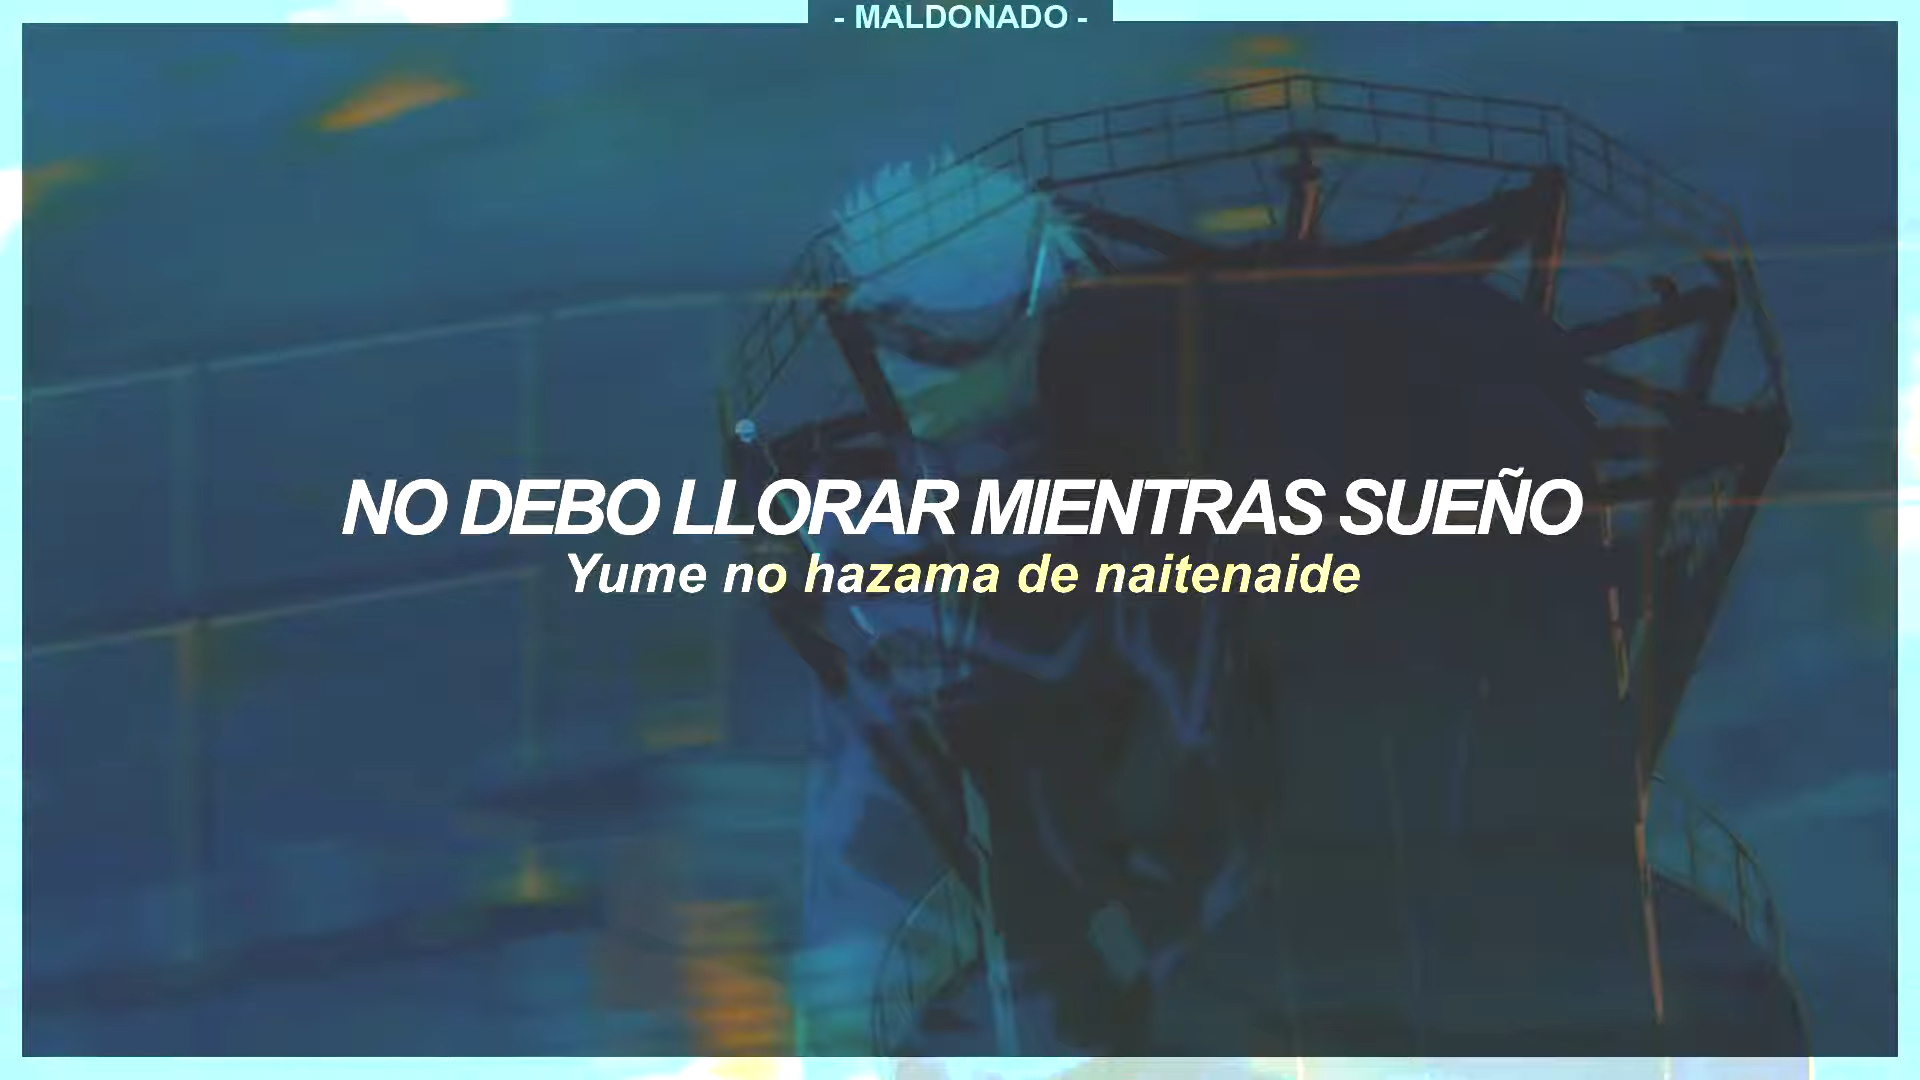 - MALDONADO -
NO DEBO LLORAR MIENTRAS SUEÑO
Yume no hazama de naitenaide